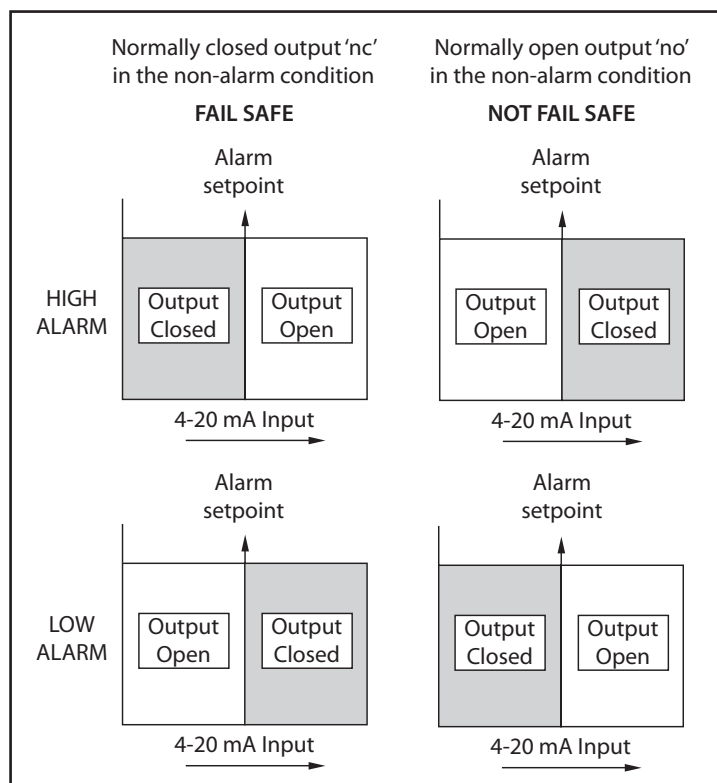 Normally closed output 'nc'
in the non-alarm condition
FAIL SAFE
Normally open output 'no'
in the non-alarm condition
NOT FAIL SAFE
HIGH
ALARM
Alarm
setpoint
Output
Closed
Output
Open
4-20 mA Input
Alarm
setpoint
Output
Open
Output
Closed
4-20 mA Input
LOW
ALARM
Alarm
setpoint
Output
Open
Output
Closed
4-20 mA Input
Alarm
setpoint
Output
Closed
Output
Open
4-20 mA Input